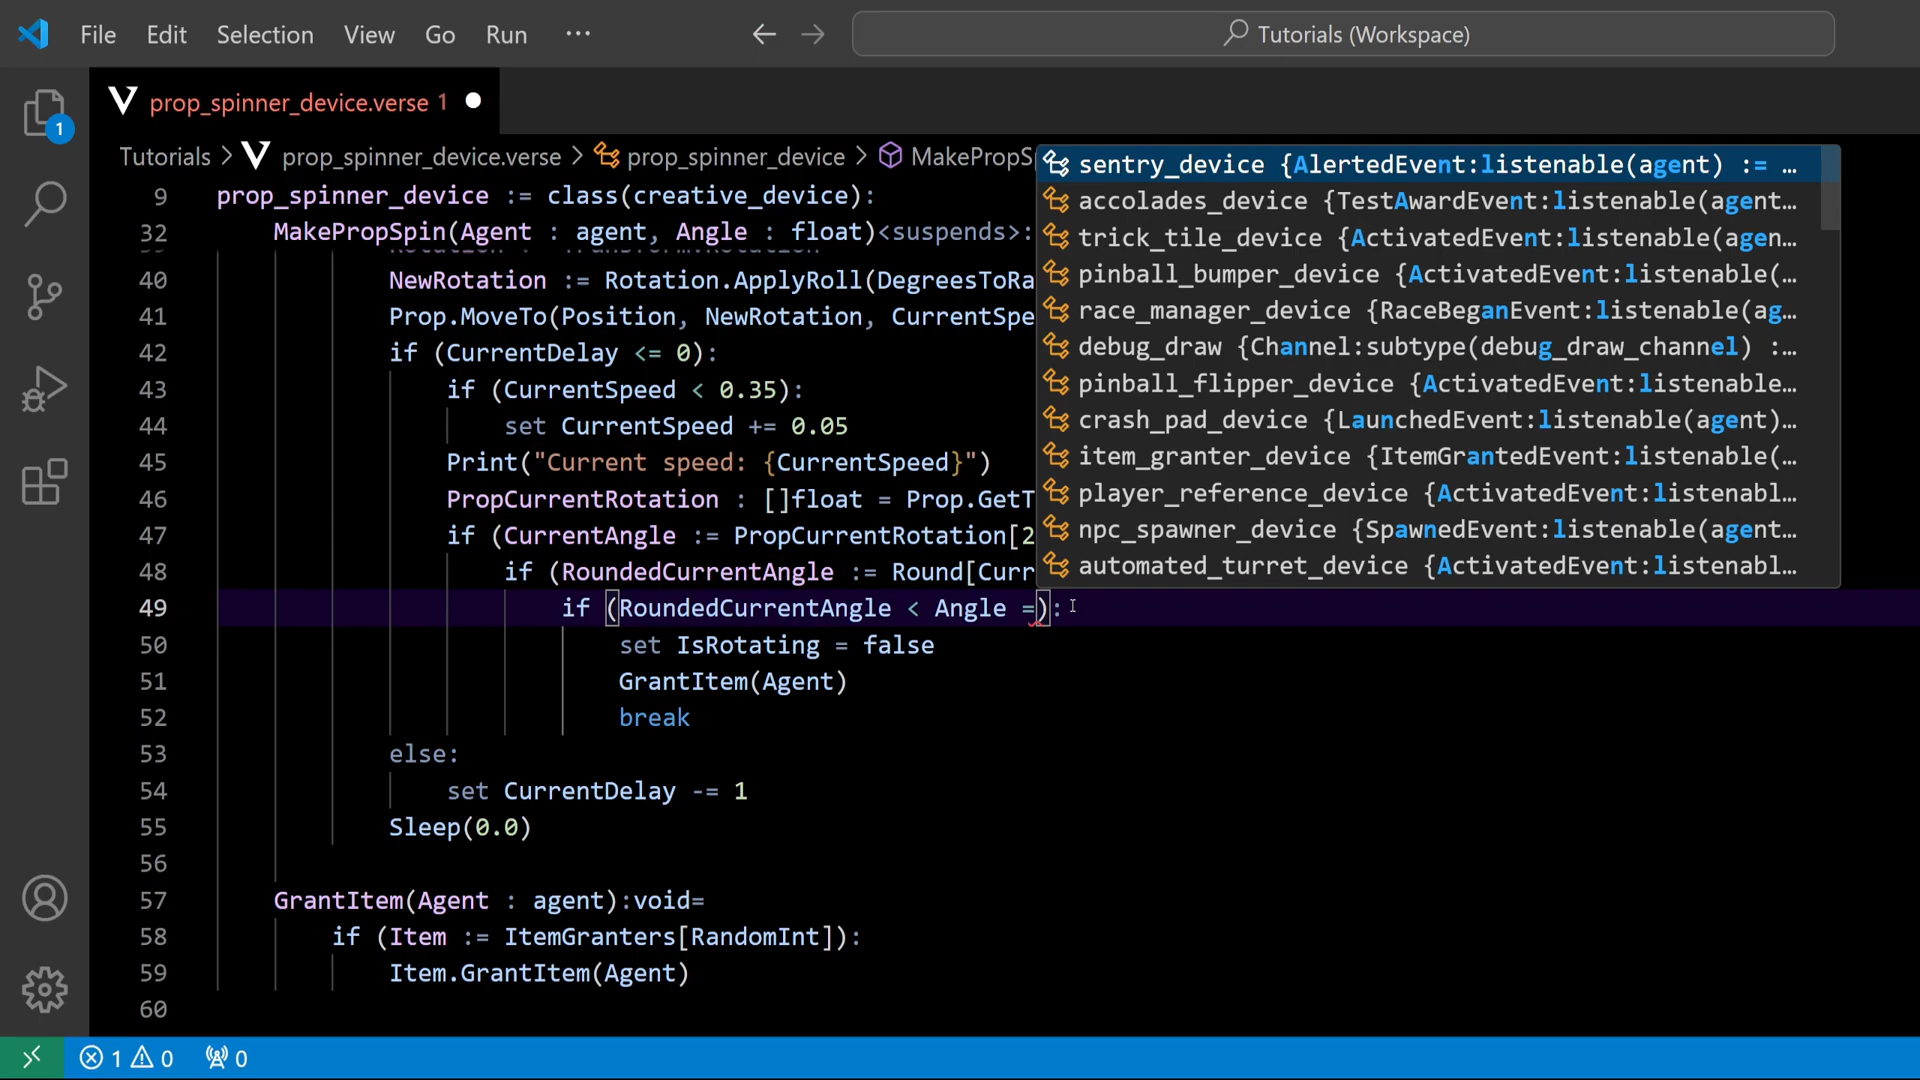 File Edit Selection View Go Run ··· ← → Tutorials (Workspace)
prop_spinner_device.verse 1
Tutorials > prop_spinner_device.verse > prop_spinner_device > MakePropS
9 prop_spinner_device := class(creative_device):
32 MakePropSpin(Agent : agent, Angle : float)<suspends>:
40 NewRotation := Rotation.ApplyRoll(DegreesToRa
41 Prop.MoveTo(Position, NewRotation, CurrentSpe
42 if (CurrentDelay <= 0):
43 if (CurrentSpeed < 0.35):
44 set CurrentSpeed += 0.05
45 Print("Current speed: {CurrentSpeed}")
46 PropCurrentRotation : []float = Prop.GetT
47 if (CurrentAngle := PropCurrentRotation[2
48 if (RoundedCurrentAngle := Round[Curr
49 if (RoundedCurrentAngle < Angle =):
50 set IsRotating = false
51 GrantItem(Agent)
52 break
53 else:
54 set CurrentDelay -= 1
55 Sleep(0.0)
56
57 GrantItem(Agent : agent):void=
58 if (Item := ItemGranters[RandomInt]):
59 Item.GrantItem(Agent)
60
sentry_device {AlertedEvent:listenable(agent) := …
accolades_device {TestAwardEvent:listenable(agent…
trick_tile_device {ActivatedEvent:listenable(agen…
pinball_bumper_device {ActivatedEvent:listenable(…
race_manager_device {RaceBeganEvent:listenable(ag…
debug_draw {Channel:subtype(debug_draw_channel) :…
pinball_flipper_device {ActivatedEvent:listenable…
crash_pad_device {LaunchedEvent:listenable(agent)…
item_granter_device {ItemGrantedEvent:listenable(…
player_reference_device {ActivatedEvent:listenabl…
npc_spawner_device {SpawnedEvent:listenable(agent…
automated_turret_device {ActivatedEvent:listenabl…
1
1 0 0